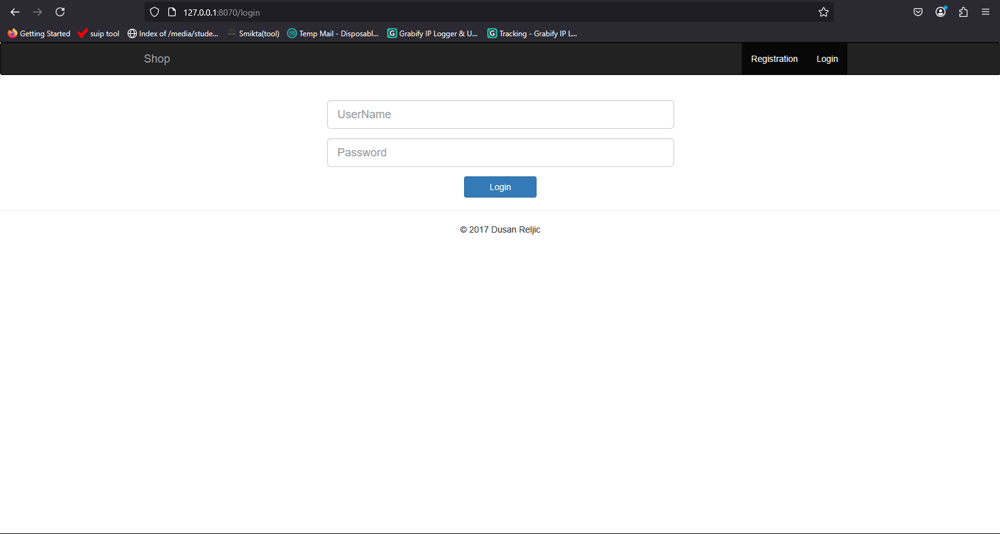 127.0.0.1:8070/login
Getting Started suip tool Index of /media/stude... Smikta(tool) Temp Mail - Disposabl... Grabify IP Logger & U... Tracking - Grabify IP L...
Shop Registration Login
UserName
Password
Login
© 2017 Dusan Reljic